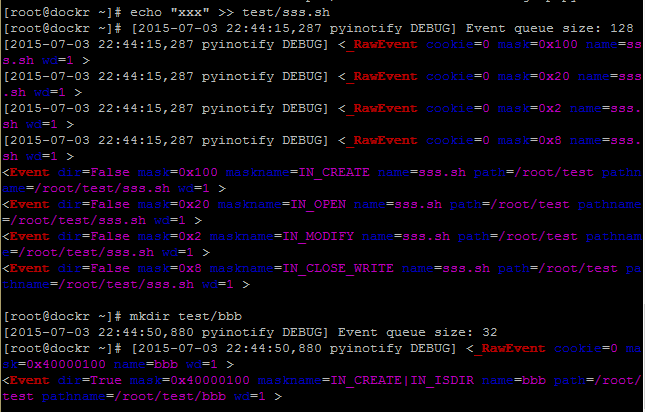 [root@dockr ~]# echo "xxx" >> test/sss.sh
[root@dockr ~]# [2015-07-03 22:44:15,287 pyinotify DEBUG] Event queue size: 128
[2015-07-03 22:44:15,287 pyinotify DEBUG] <_RawEvent cookie=0 mask=0x100 name=ss
s.sh wd=1 >
[2015-07-03 22:44:15,287 pyinotify DEBUG] <_RawEvent cookie=0 mask=0x20 name=sss
.sh wd=1 >
[2015-07-03 22:44:15,287 pyinotify DEBUG] <_RawEvent cookie=0 mask=0x2 name=sss.
sh wd=1 >
[2015-07-03 22:44:15,287 pyinotify DEBUG] <_RawEvent cookie=0 mask=0x8 name=sss.
sh wd=1 >
<Event dir=False mask=0x100 maskname=IN_CREATE name=sss.sh path=/root/test pathn
ame=/root/test/sss.sh wd=1 >
<Event dir=False mask=0x20 maskname=IN_OPEN name=sss.sh path=/root/test pathname
=/root/test/sss.sh wd=1 >
<Event dir=False mask=0x2 maskname=IN_MODIFY name=sss.sh path=/root/test pathnam
e=/root/test/sss.sh wd=1 >
<Event dir=False mask=0x8 maskname=IN_CLOSE_WRITE name=sss.sh path=/root/test pa
thname=/root/test/sss.sh wd=1 >
[root@dockr ~]# mkdir test/bbb
[2015-07-03 22:44:50,880 pyinotify DEBUG] Event queue size: 32
[root@dockr ~]# [2015-07-03 22:44:50,880 pyinotify DEBUG] <_RawEvent cookie=0 ma
sk=0x40000100 name=bbb wd=1 >
<Event dir=True mask=0x40000100 maskname=IN_CREATE|IN_ISDIR name=bbb path=/root/
test pathname=/root/test/bbb wd=1 >